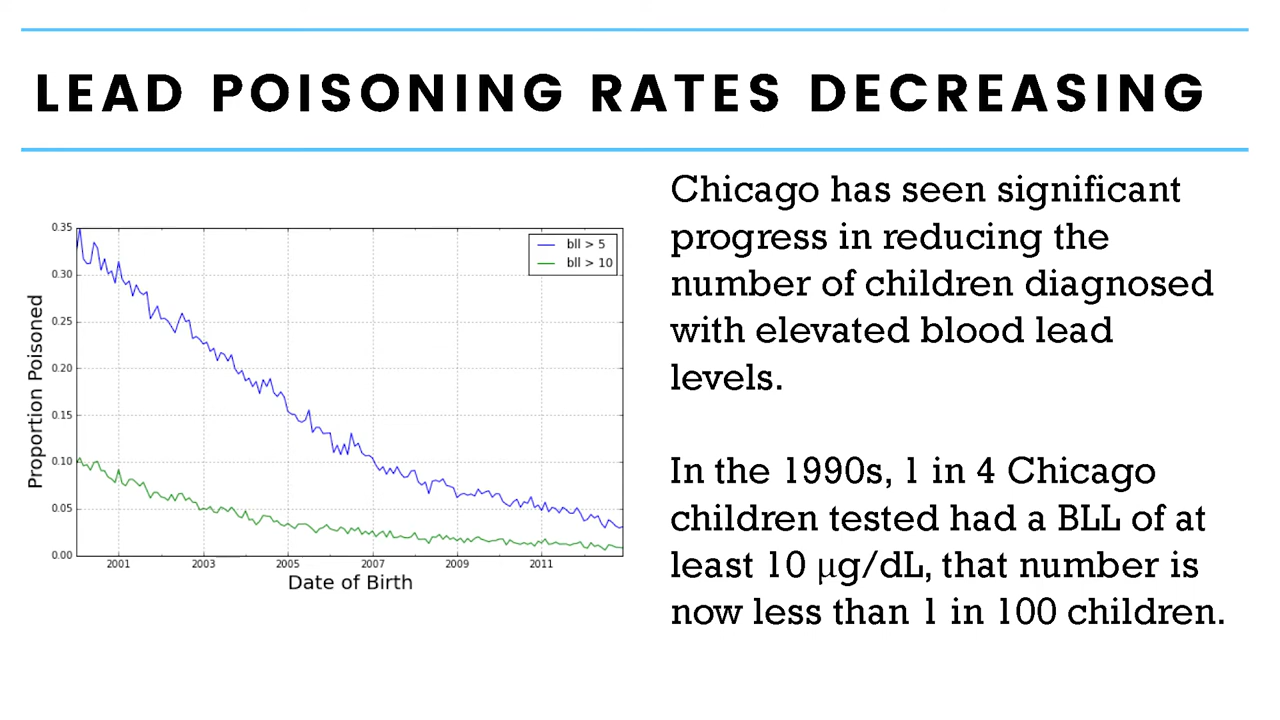 LEAD POISONING RATES DECREASING
Chicago has seen significant
progress in reducing the
number of children diagnosed
with elevated blood lead
levels.
In the 1990s, 1 in 4 Chicago
children tested had a BLL of at
least 10 µg/dL, that number is
now less than 1 in 100 children.
Proportion Poisoned
0.35
0.30
0.25
0.20
0.15
0.10
0.05
0.00
bll > 5
bll > 10
2001 2003 2005 2007 2009 2011
Date of Birth